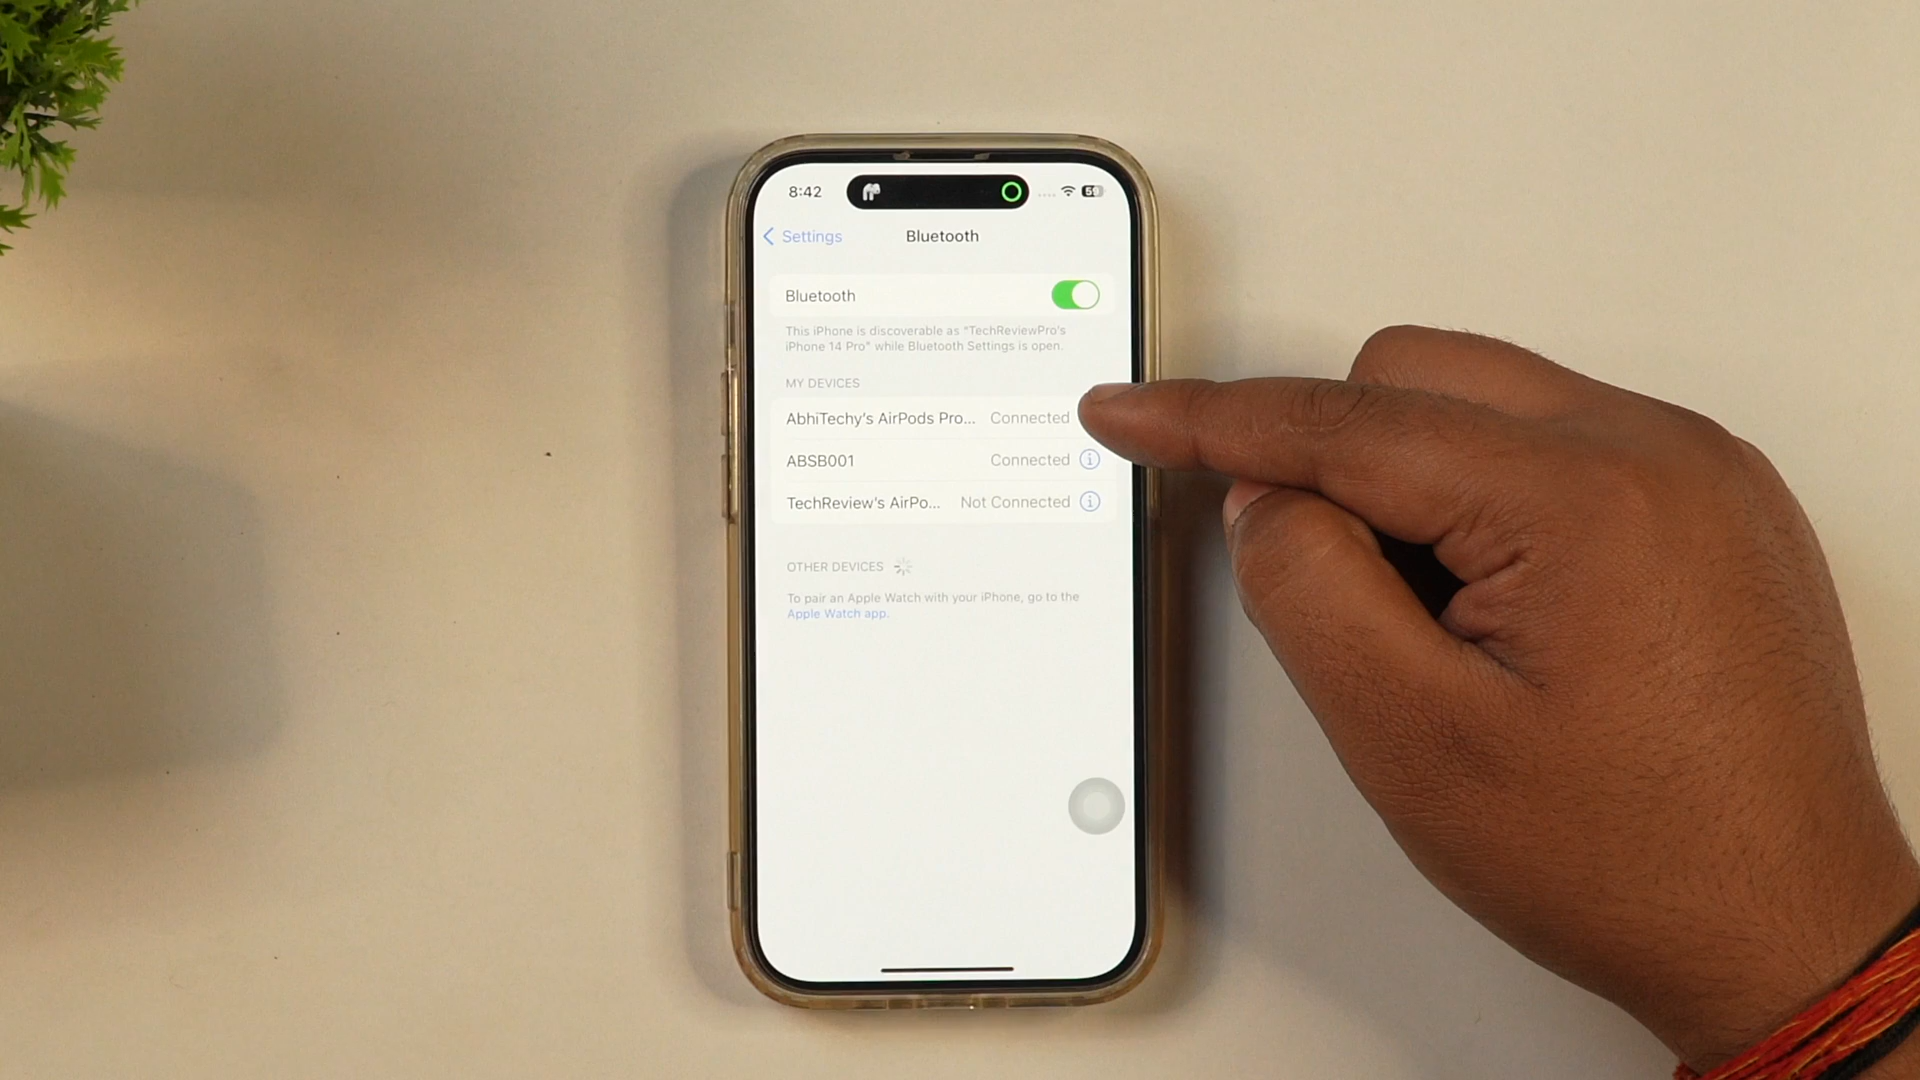 8:42
Settings
Bluetooth
Bluetooth
This iPhone is discoverable as "TechReviewPro's
iPhone 14 Pro" while Bluetooth Settings is open.
MY DEVICES
AbhiTechy's AirPods Pro... Connected
ABSB001 Connected
TechReview's AirPo... Not Connected
OTHER DEVICES
To pair an Apple Watch with your iPhone, go to the
Apple Watch app.